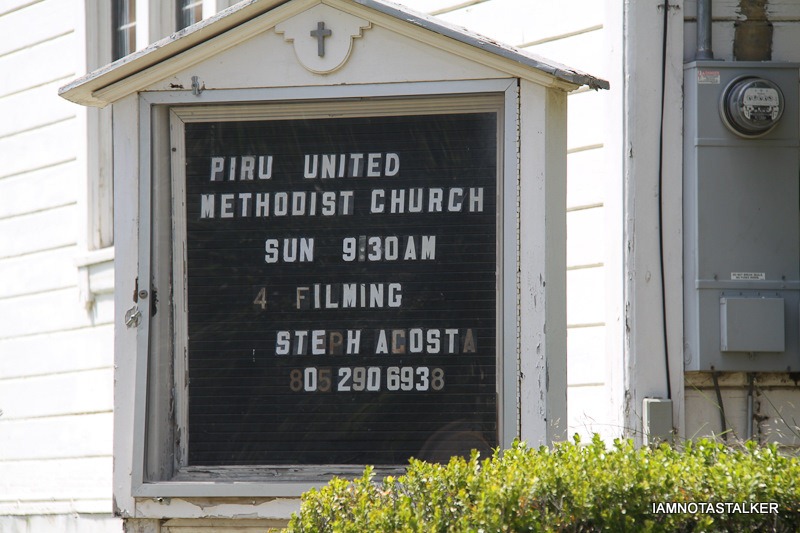 PIRU UNITED
METHODIST CHURCH
SUN 9:30AM
4 FILMING
STEPH ACOSTA
805 290 6938
IAMNOTASTALKER